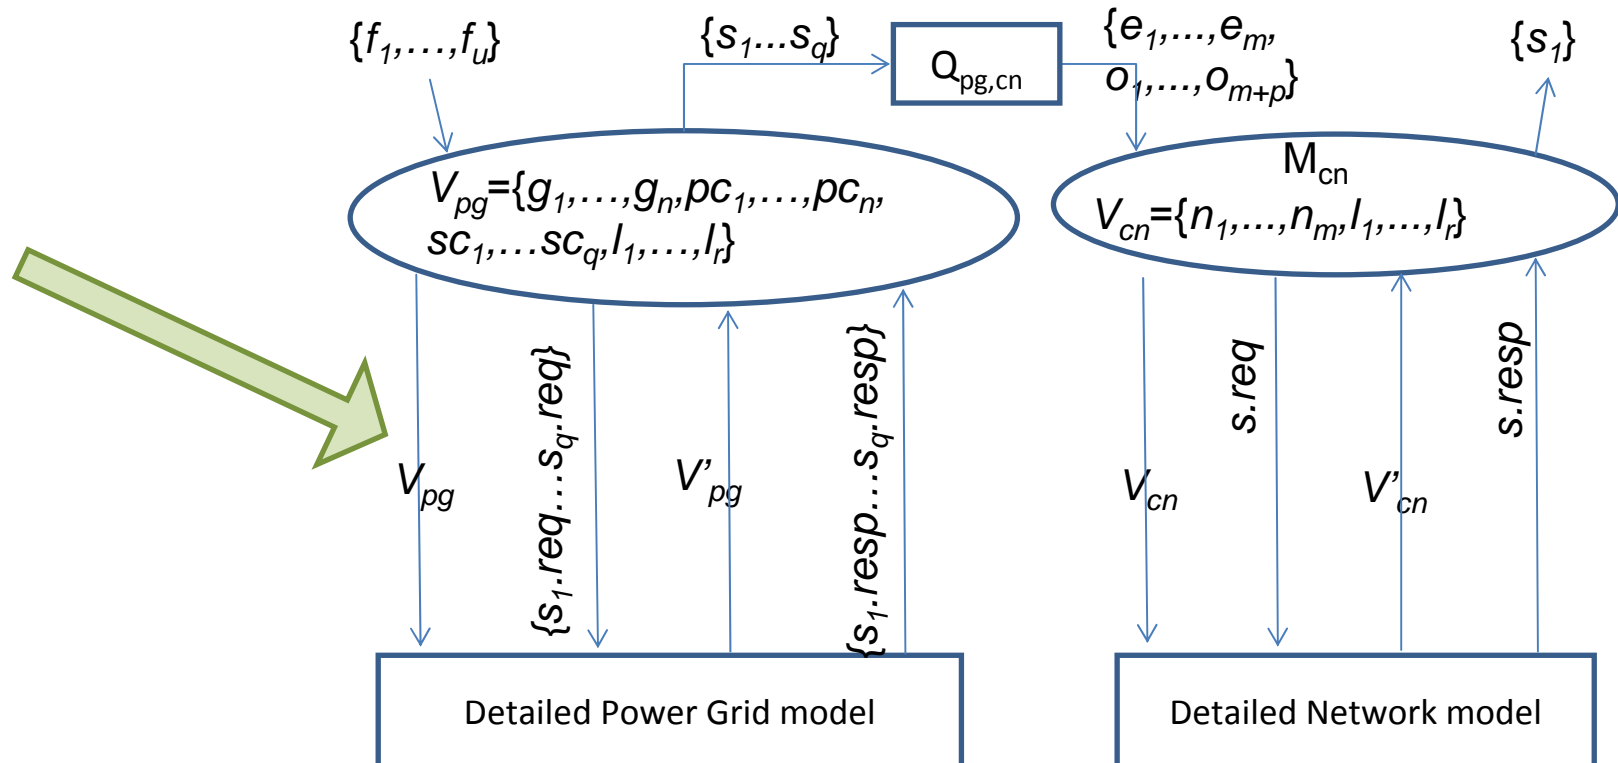 {f1,…,fu}
{s1...sq}
Qpg,cn
{e1,...,em,
o1,...,om+p}
{s1}
Vpg={g1,…,gn,pc1,…,pcn,
sc1,…scq,l1,…,lr}
Mcn
Vcn={n1,...,nm,l1,...,lr}
Vpg
{s1.req…sq.req}
V’pg
{s1.resp…sq.resp}
Vcn
s.req
V’cn
s.resp
Detailed Power Grid model
Detailed Network model